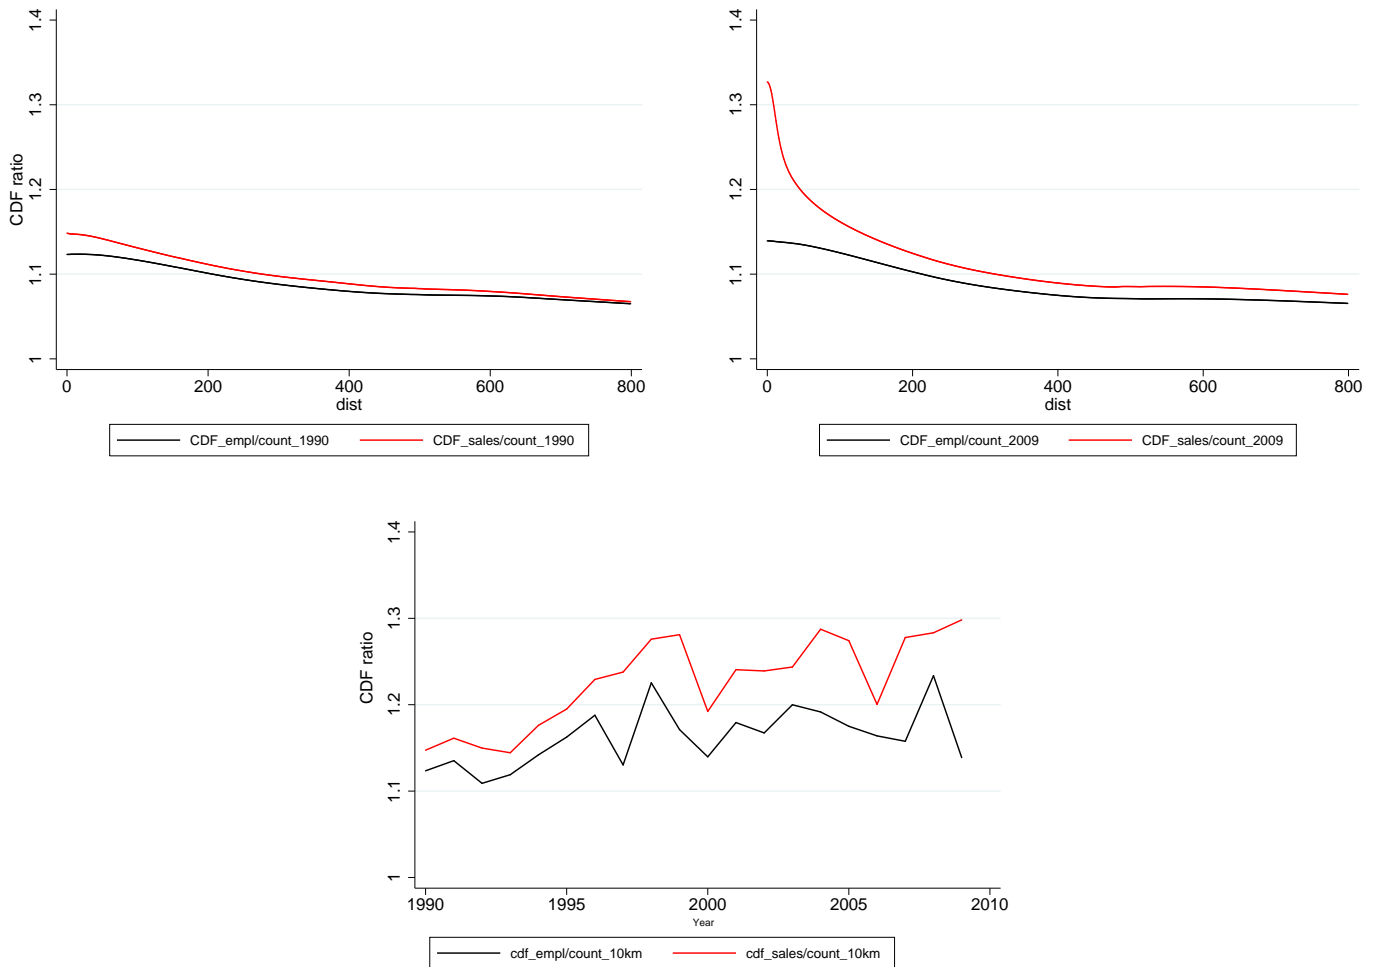 1.4
1.3
1.2
1.1
1
CDF ratio
0 200 400 600 800
dist
CDF_empl/count_1990 CDF_sales/count_1990
1.4
1.3
1.2
1.1
1
0 200 400 600 800
dist
CDF_empl/count_2009 CDF_sales/count_2009
1.4
1.3
1.2
1.1
1
CDF ratio
1990 1995 2000 2005 2010
Year
cdf_empl/count_10km cdf_sales/count_10km